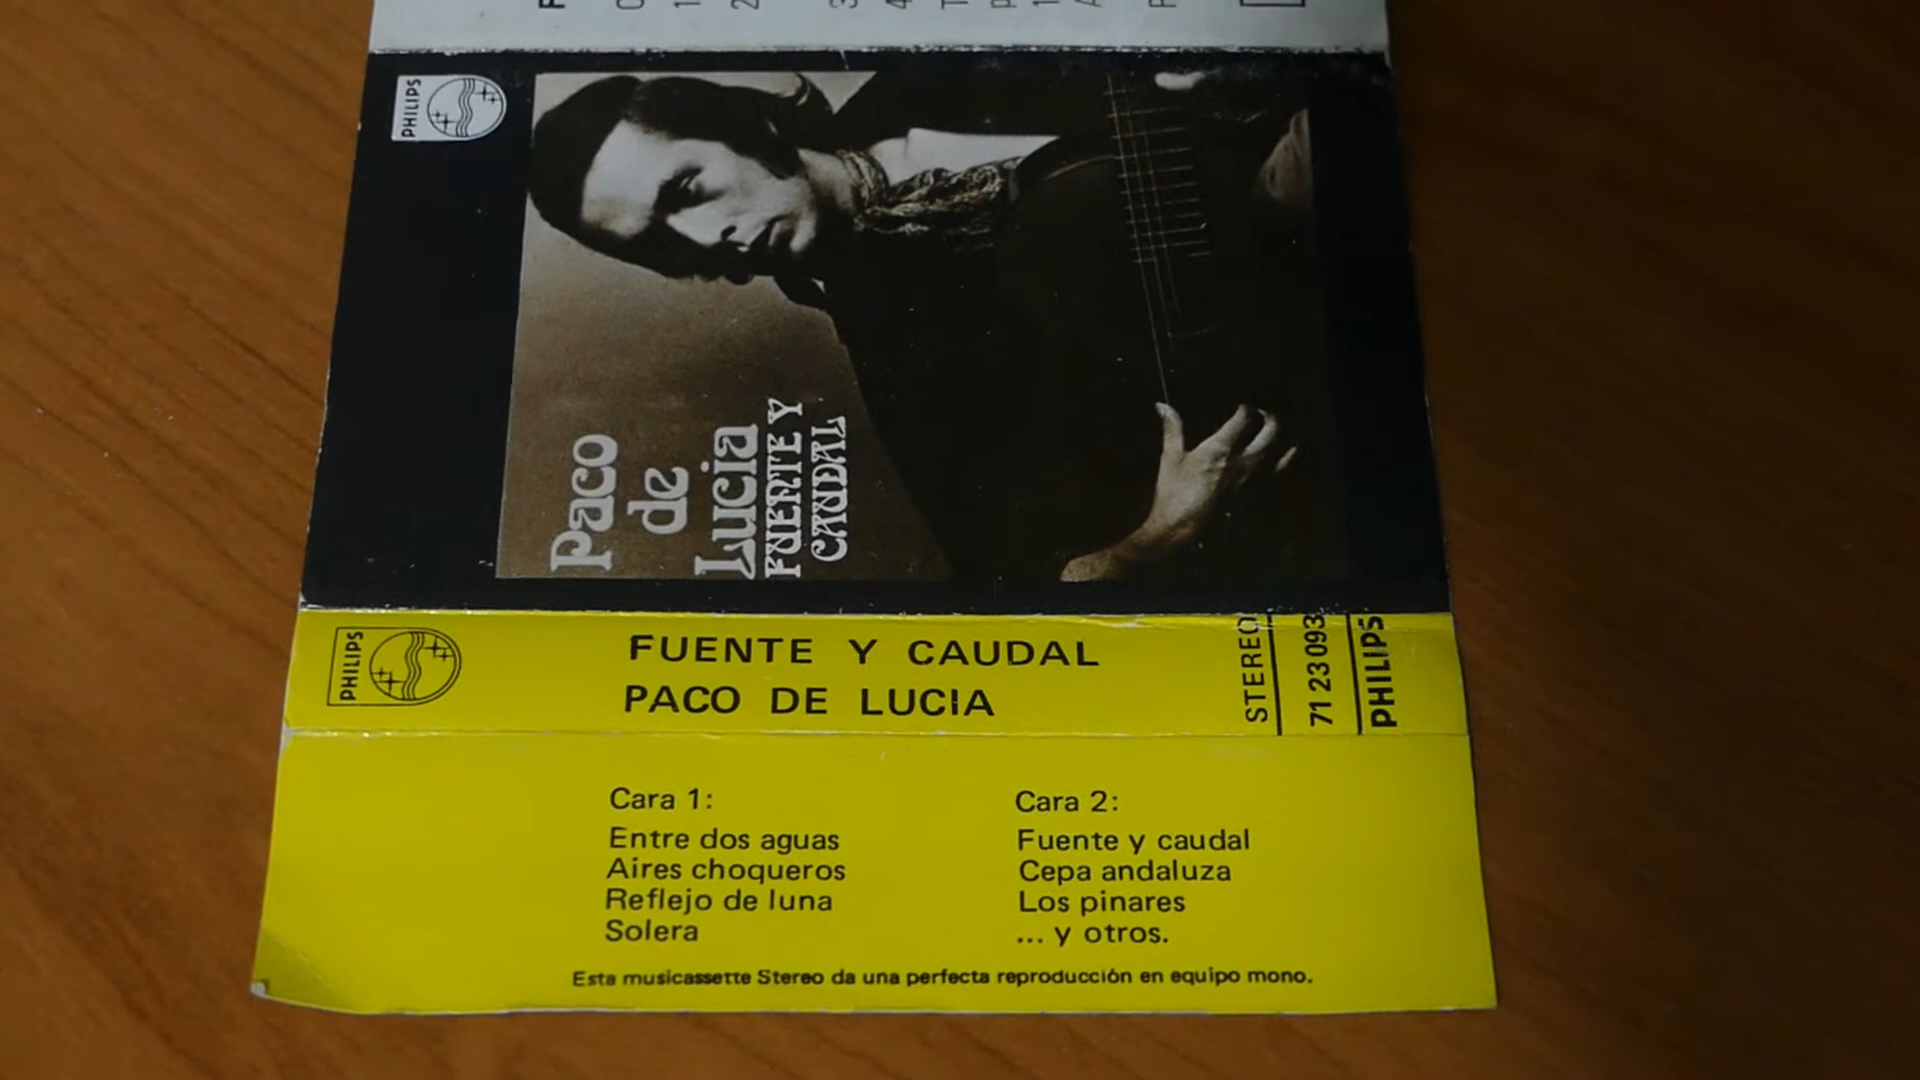 PHILIPS
Paco
de
Lucia
FUENTE Y
CAUDAL
PHILIPS
FUENTE Y CAUDAL
PACO DE LUCIA
STEREO
71 23 093
PHILIPS
Cara 1:
Entre dos aguas
Aires choqueros
Reflejo de luna
Solera
Cara 2:
Fuente y caudal
Cepa andaluza
Los pinares
... y otros.
Esta musicassette Stereo da una perfecta reproducción en equipo mono.